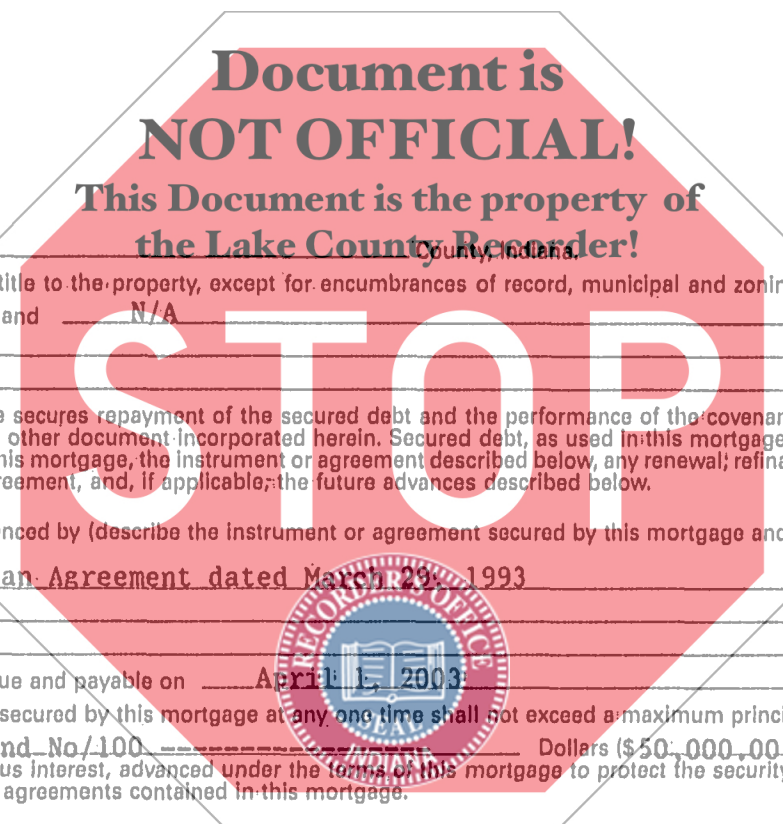 Document is
NOT OFFICIAL!
This Document is the property of
the Lake County Recorder!
County, Indiana.
title to the property, except for encumbrances of record, municipal and zonin
and N/A
STOP
e secures repayment of the secured debt and the performance of the covenan
other document incorporated herein. Secured debt, as used in this mortgage
his mortgage, the instrument or agreement described below, any renewal, refina
reement, and, if applicable, the future advances described below.
nced by (describe the instrument or agreement secured by this mortgage and
an Agreement dated March 29, 1993
RECORDER'S OFFICE
SEAL
INDIANA
ue and payable on April 1, 2003
secured by this mortgage at any one time shall not exceed a maximum princi
nd No/100 ---------------- Dollars ($50,000.00
us interest, advanced under the terms of this mortgage to protect the security
agreements contained in this mortgage.